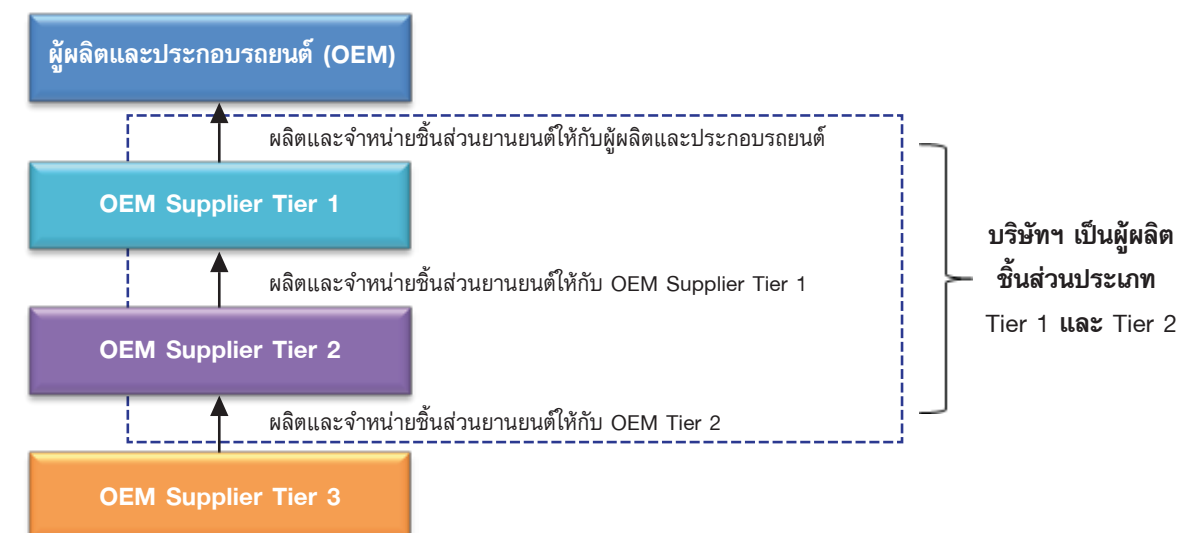 ผู้ผลิตและประกอบรถยนต์ (OEM)
ผลิตและจำหน่ายชิ้นส่วนยานยนต์ให้กับผู้ผลิตและประกอบรถยนต์
OEM Supplier Tier 1
ผลิตและจำหน่ายชิ้นส่วนยานยนต์ให้กับ OEM Supplier Tier 1
OEM Supplier Tier 2
ผลิตและจำหน่ายชิ้นส่วนยานยนต์ให้กับ OEM Tier 2
OEM Supplier Tier 3
บริษัทฯ เป็นผู้ผลิต
ชิ้นส่วนประเภท
Tier 1 และ Tier 2